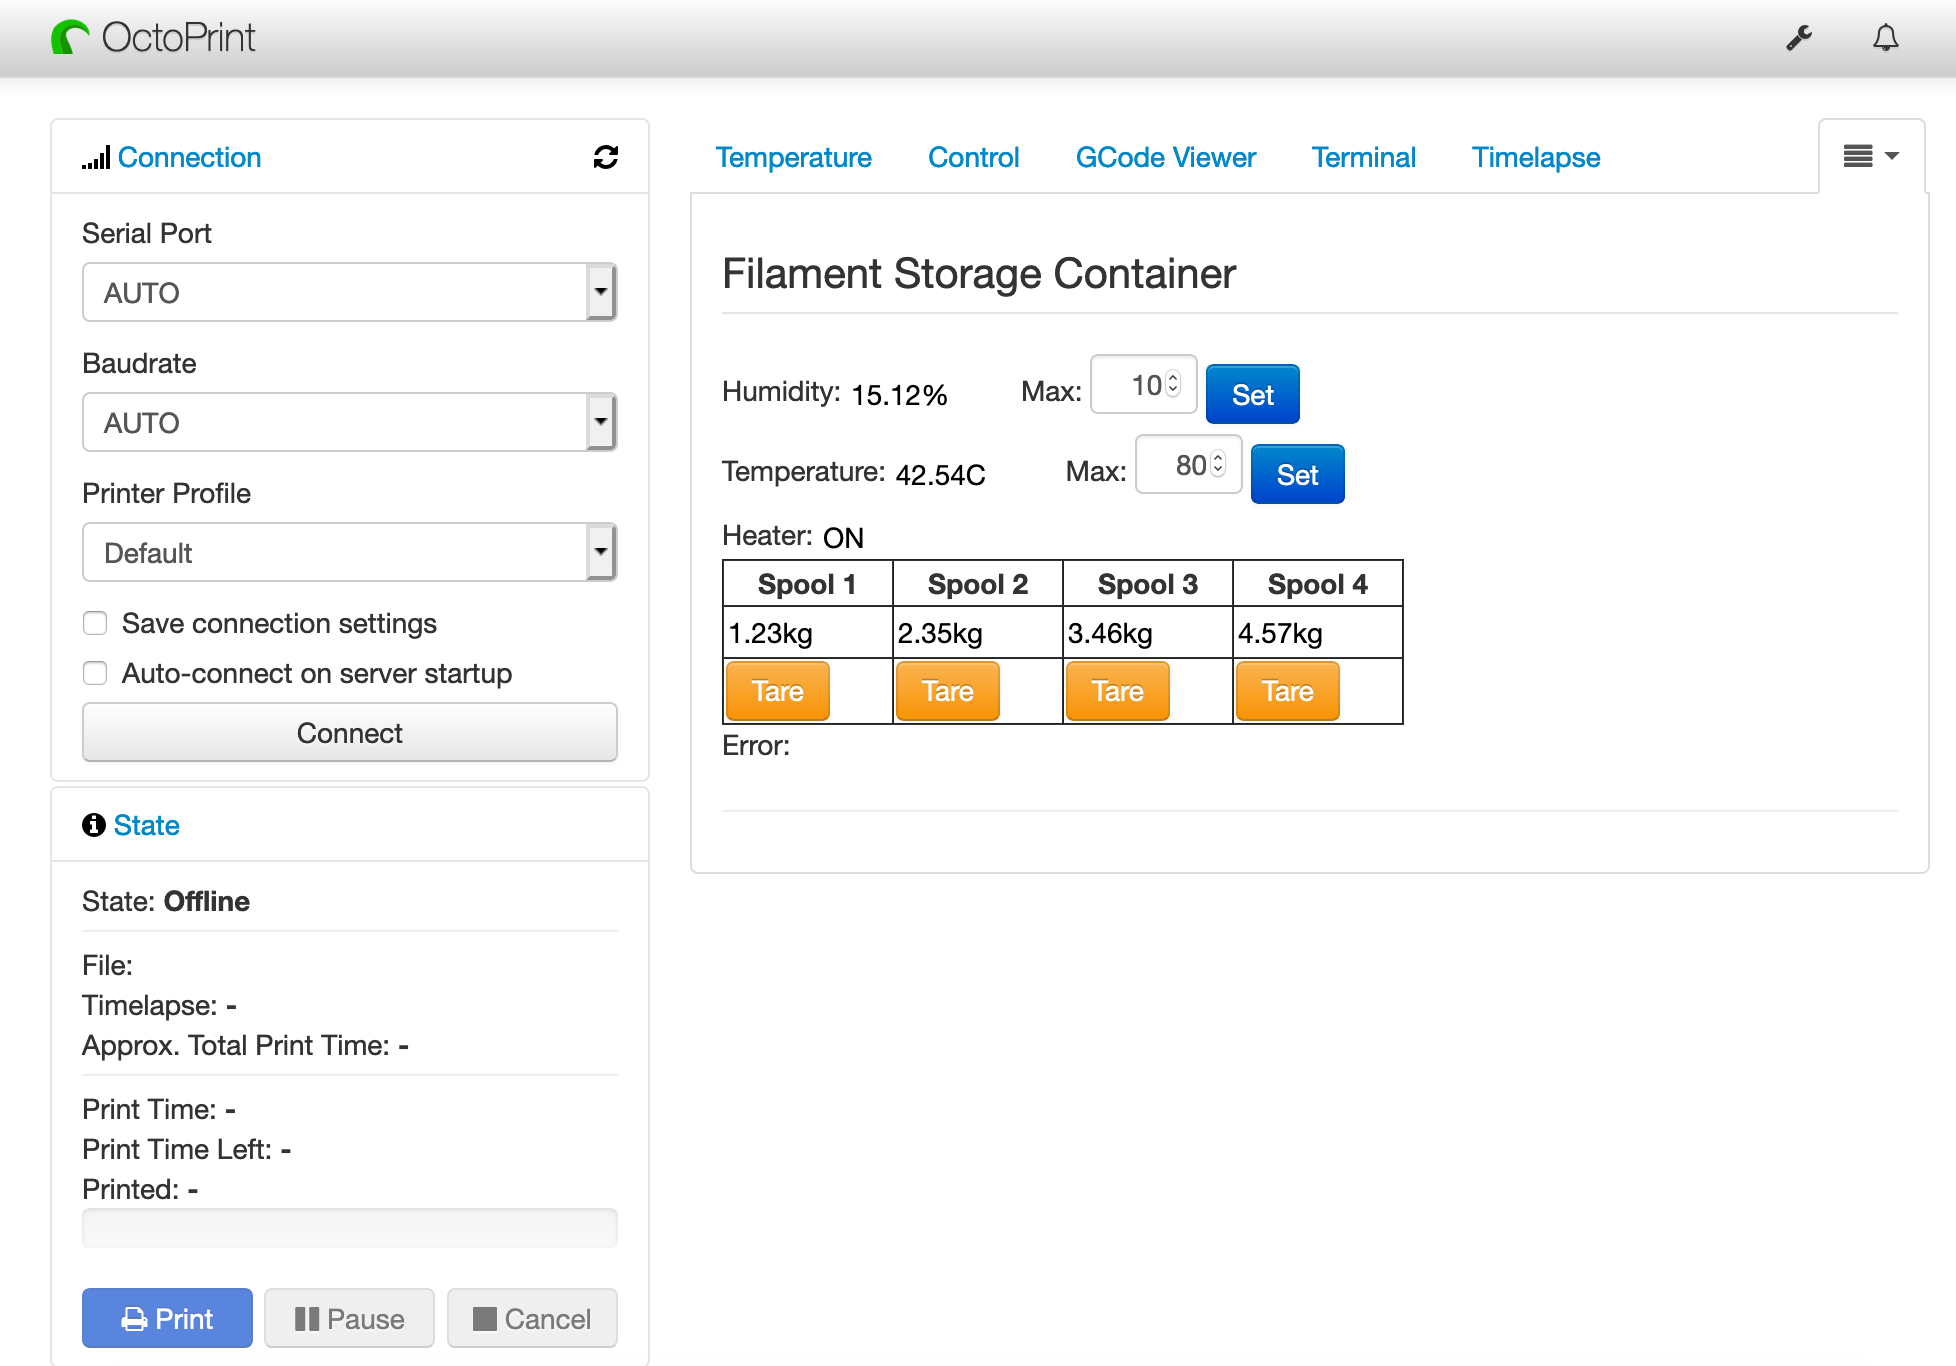 OctoPrint
Connection
Serial Port
AUTO
Baudrate
AUTO
Printer Profile
Default
Save connection settings
Auto-connect on server startup
Connect
State
State: Offline
File:
Timelapse: -
Approx. Total Print Time: -
Print Time: -
Print Time Left: -
Printed: -
Print Pause Cancel
Temperature Control GCode Viewer Terminal Timelapse
Filament Storage Container
Humidity: 15.12% Max: 10 Set
Temperature: 42.54C Max: 80 Set
Heater: ON
Spool 1 Spool 2 Spool 3 Spool 4
1.23kg 2.35kg 3.46kg 4.57kg
Tare Tare Tare Tare
Error: